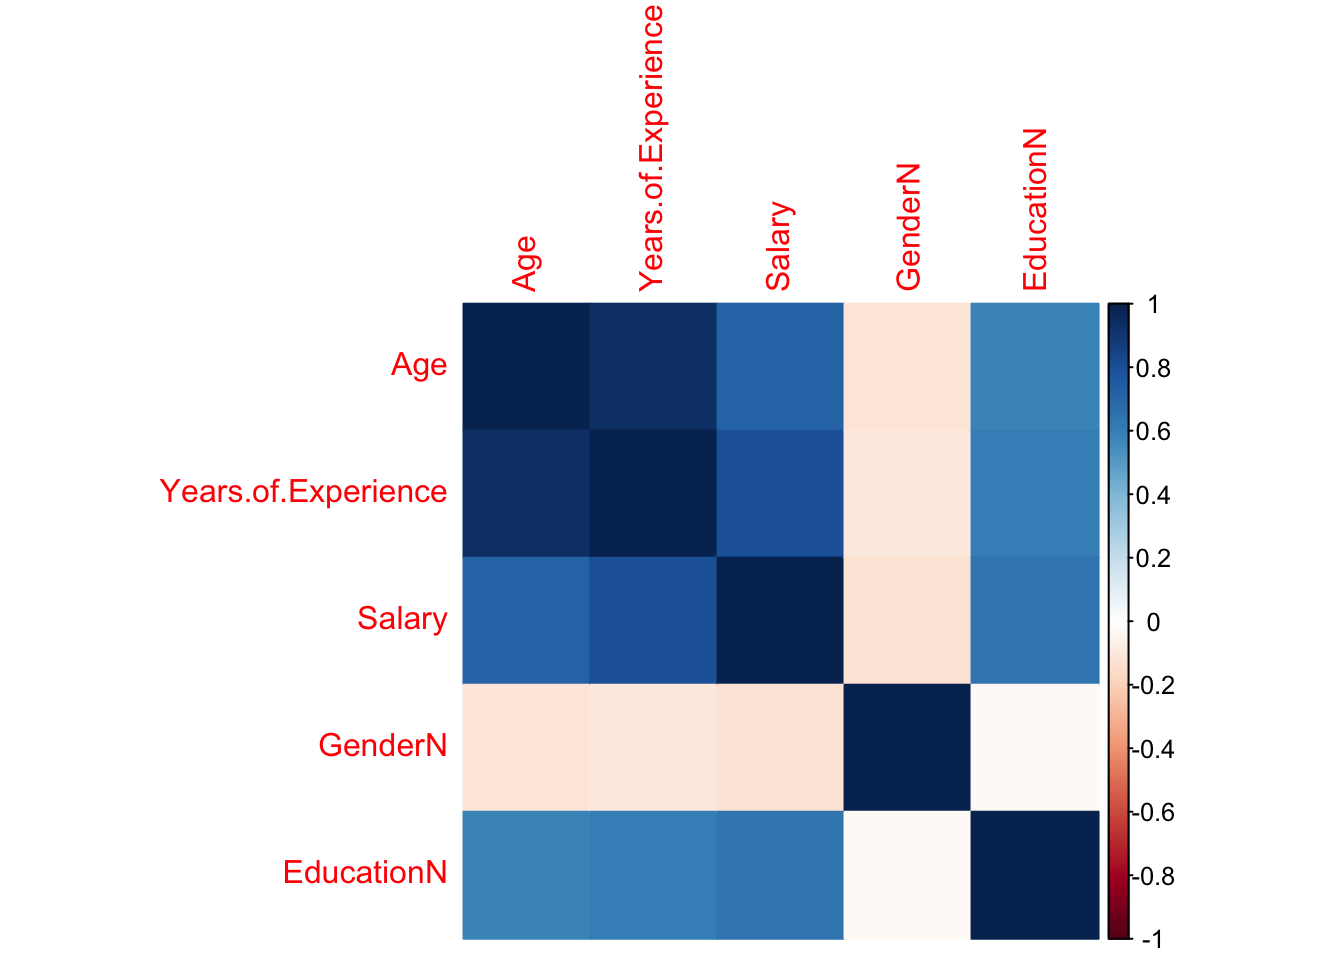 Age
Years.of.Experience
Salary
GenderN
EducationN
Age
Years.of.Experience
Salary
GenderN
EducationN
1
0.8
0.6
0.4
0.2
0
-0.2
-0.4
-0.6
-0.8
-1